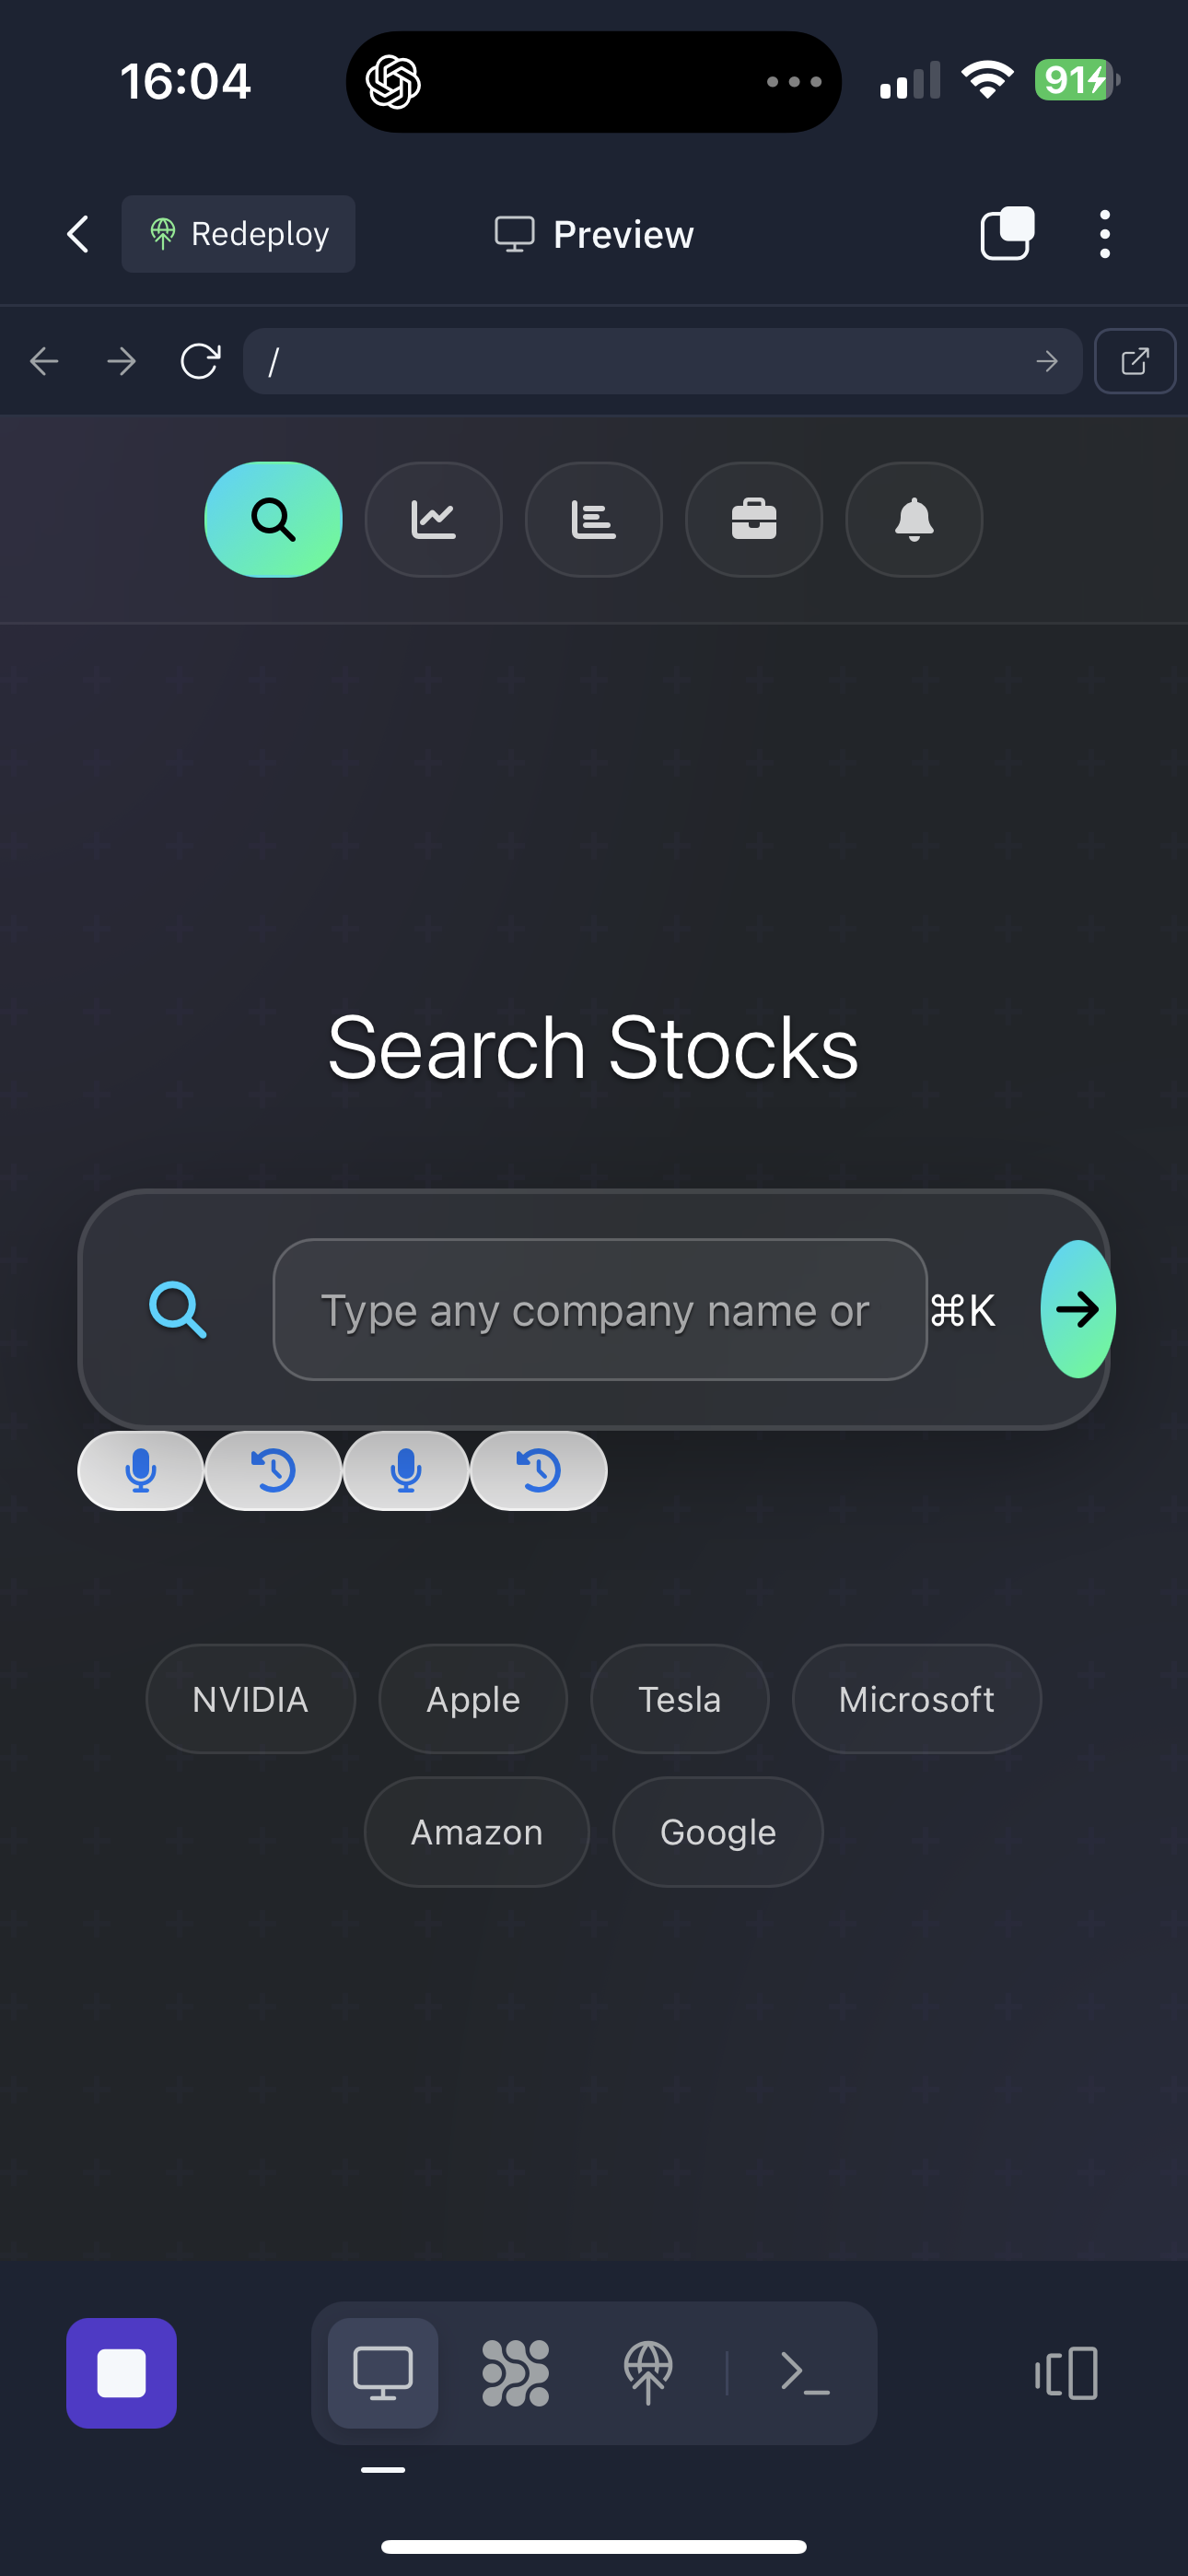 16:04
91
Redeploy
Preview
/
Search Stocks
Type any company name or
⌘K
NVIDIA
Apple
Tesla
Microsoft
Amazon
Google